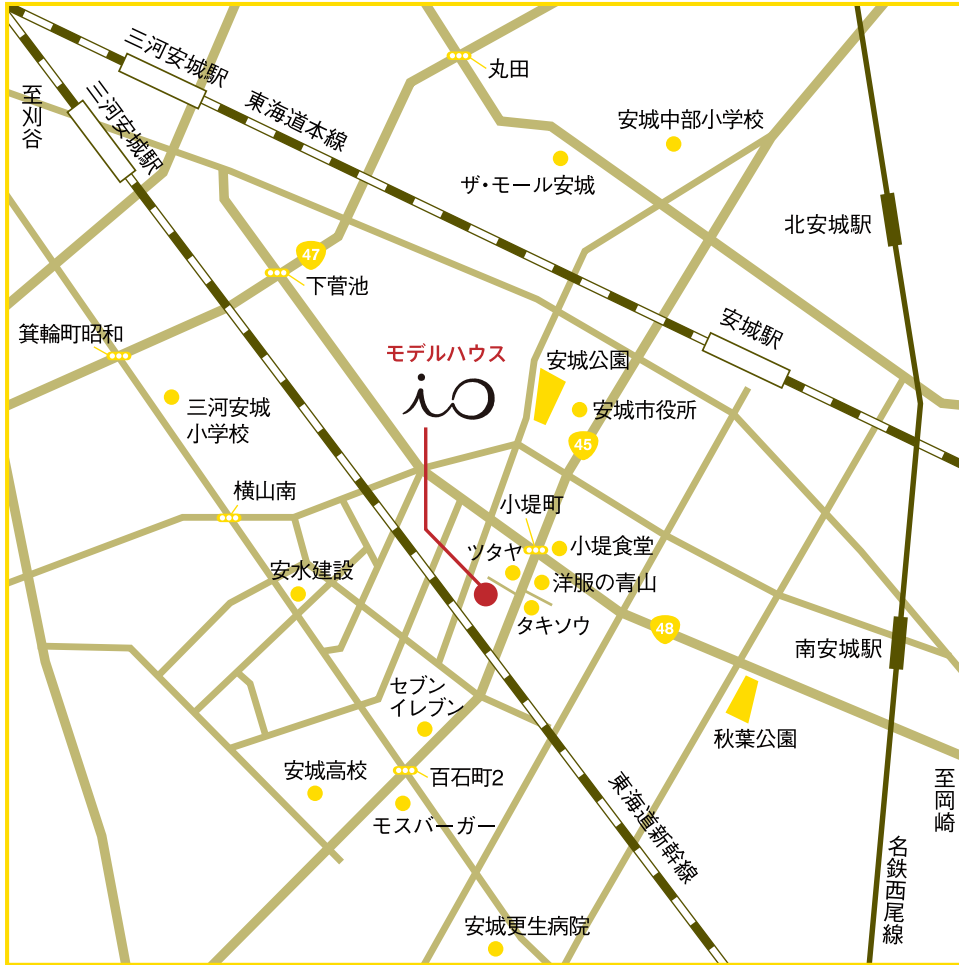 丸田
三河安城駅
東海道本線
至刈谷
三河安城駅
安城中部小学校
ザ・モール安城
北安城駅
47
下菅池
箕輪町昭和
安城駅
モデルハウス
io
安城公園
三河安城
小学校
安城市役所
45
横山南
小堤町
小堤食堂
ツタヤ
安水建設
洋服の青山
タキソウ
48
南安城駅
セブン
イレブン
秋葉公園
安城高校
百石町2
至岡崎
モスバーガー
東海道新幹線
名鉄西尾線
安城更生病院